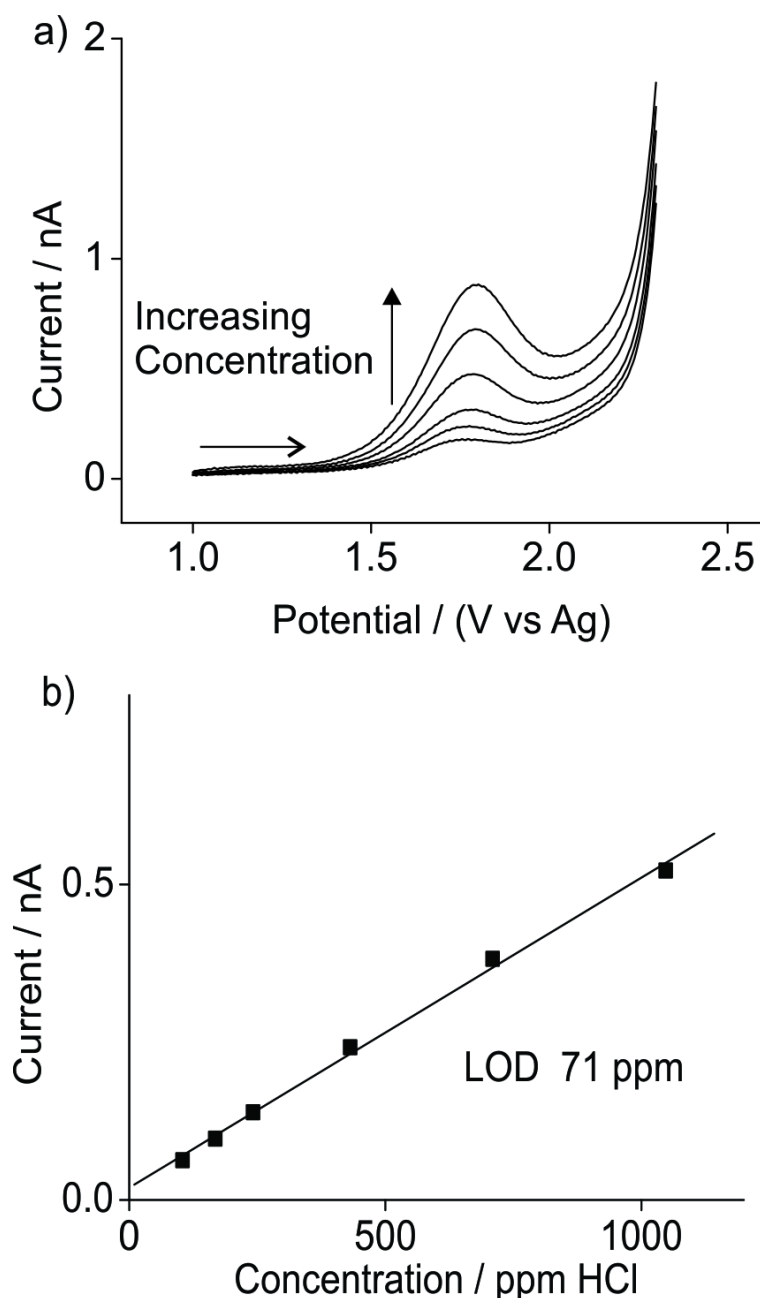 a)
2
1
0
Current / nA
Increasing
Concentration
1.0 1.5 2.0 2.5
Potential / (V vs Ag)
b)
0.5
0.0
Current / nA
LOD 71 ppm
0 500 1000
Concentration / ppm HCl